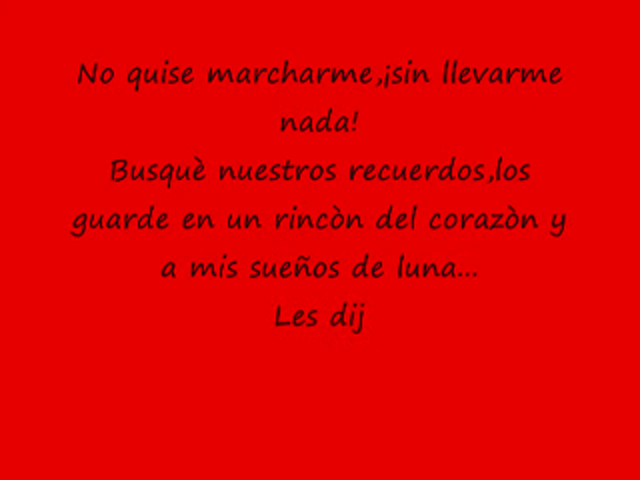 No quise marcharme,¡sin llevarme
nada!
Busquè nuestros recuerdos,los
guarde en un rincòn del corazòn y
a mis sueños de luna...
Les dij